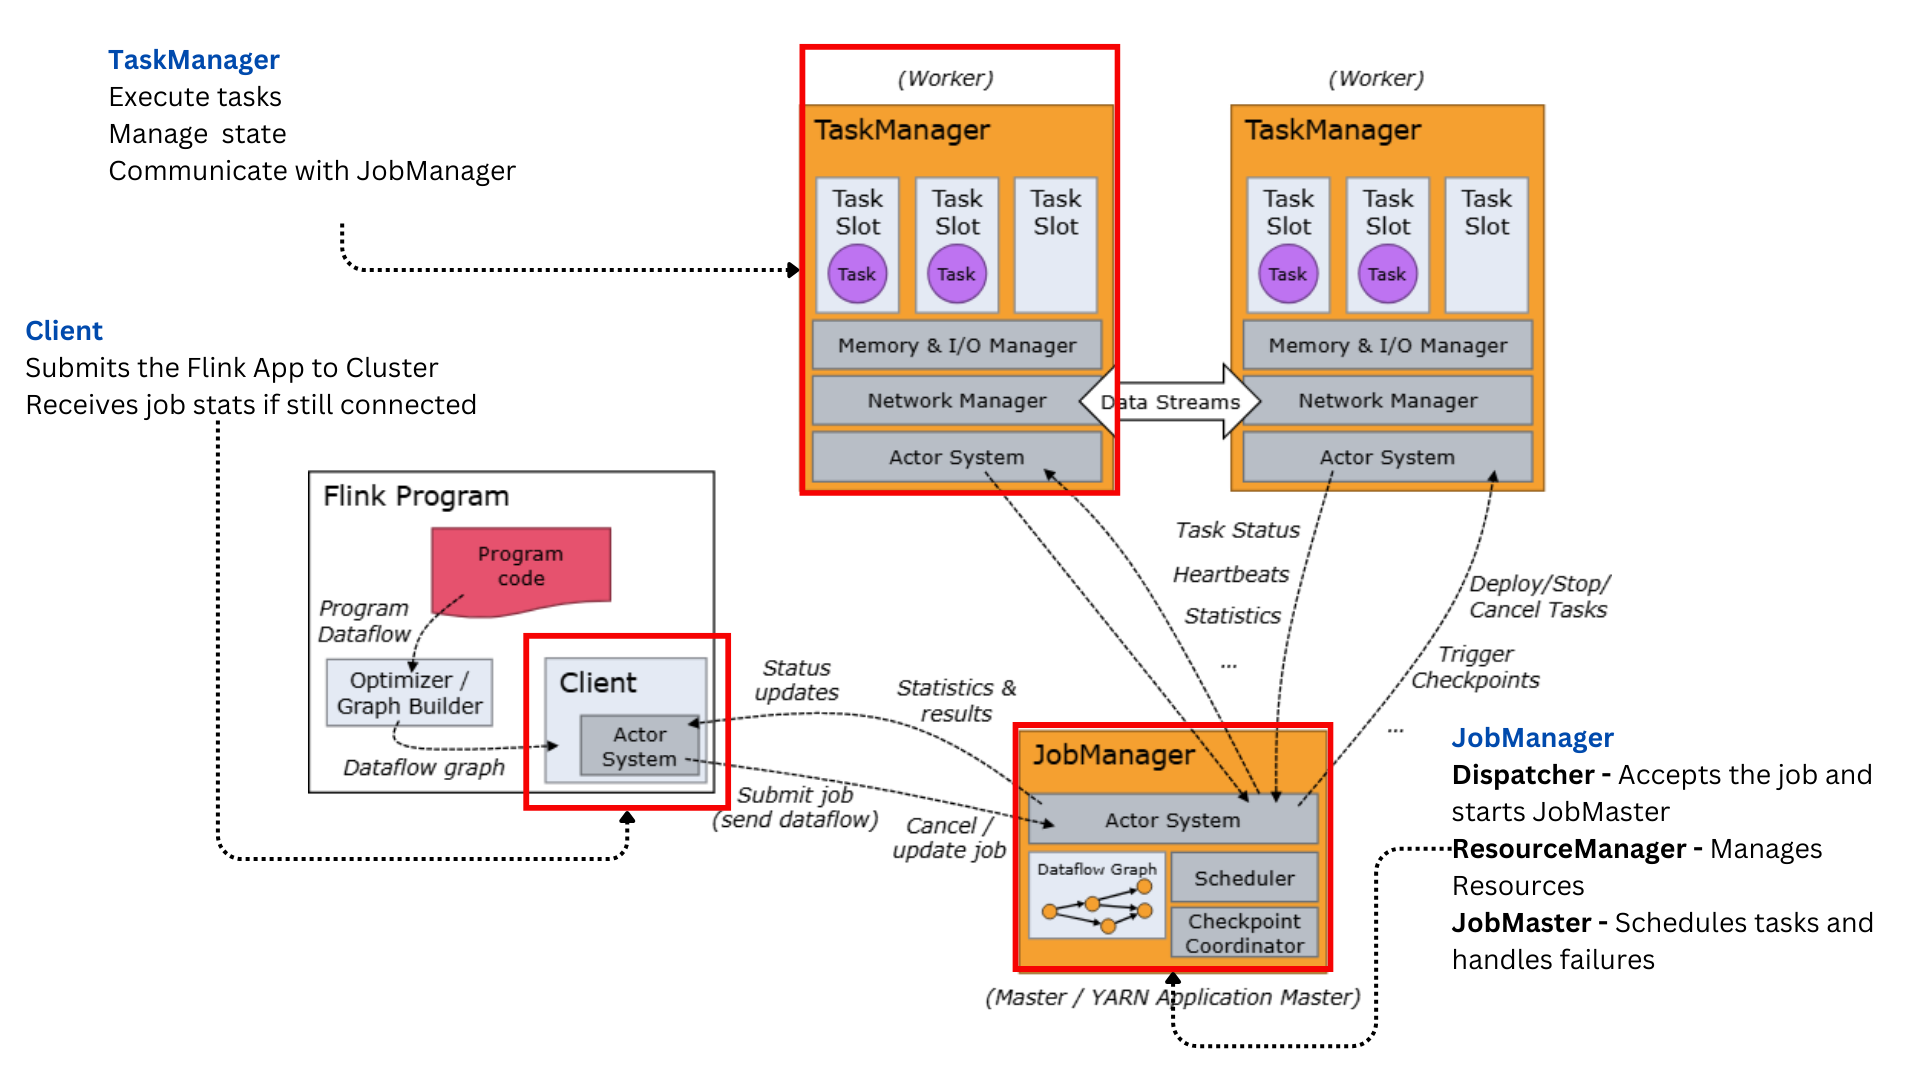 TaskManager
Execute tasks
Manage  state
Communicate with JobManager
Client
Submits the Flink App to Cluster
Receives job stats if still connected
(Worker)
TaskManager
Task
Slot
Task
Task
Slot
Task
Task
Slot
Memory & I/O Manager
Network Manager
Actor System
Data Streams
(Worker)
TaskManager
Task
Slot
Task
Task
Slot
Task
Task
Slot
Memory & I/O Manager
Network Manager
Actor System
Flink Program
Program
code
Program
Dataflow
Optimizer /
Graph Builder
Dataflow graph
Client
Actor
System
Status
updates
Statistics &
results
Submit job
(send dataflow)
Cancel /
update job
Task Status
Heartbeats
Statistics
...
Deploy/Stop/
Cancel Tasks
Trigger
Checkpoints
...
JobManager
Actor System
Dataflow Graph
Scheduler
Checkpoint
Coordinator
(Master / YARN Application Master)
JobManager
Dispatcher - Accepts the job and
starts JobMaster
ResourceManager - Manages
Resources
JobMaster - Schedules tasks and
handles failures